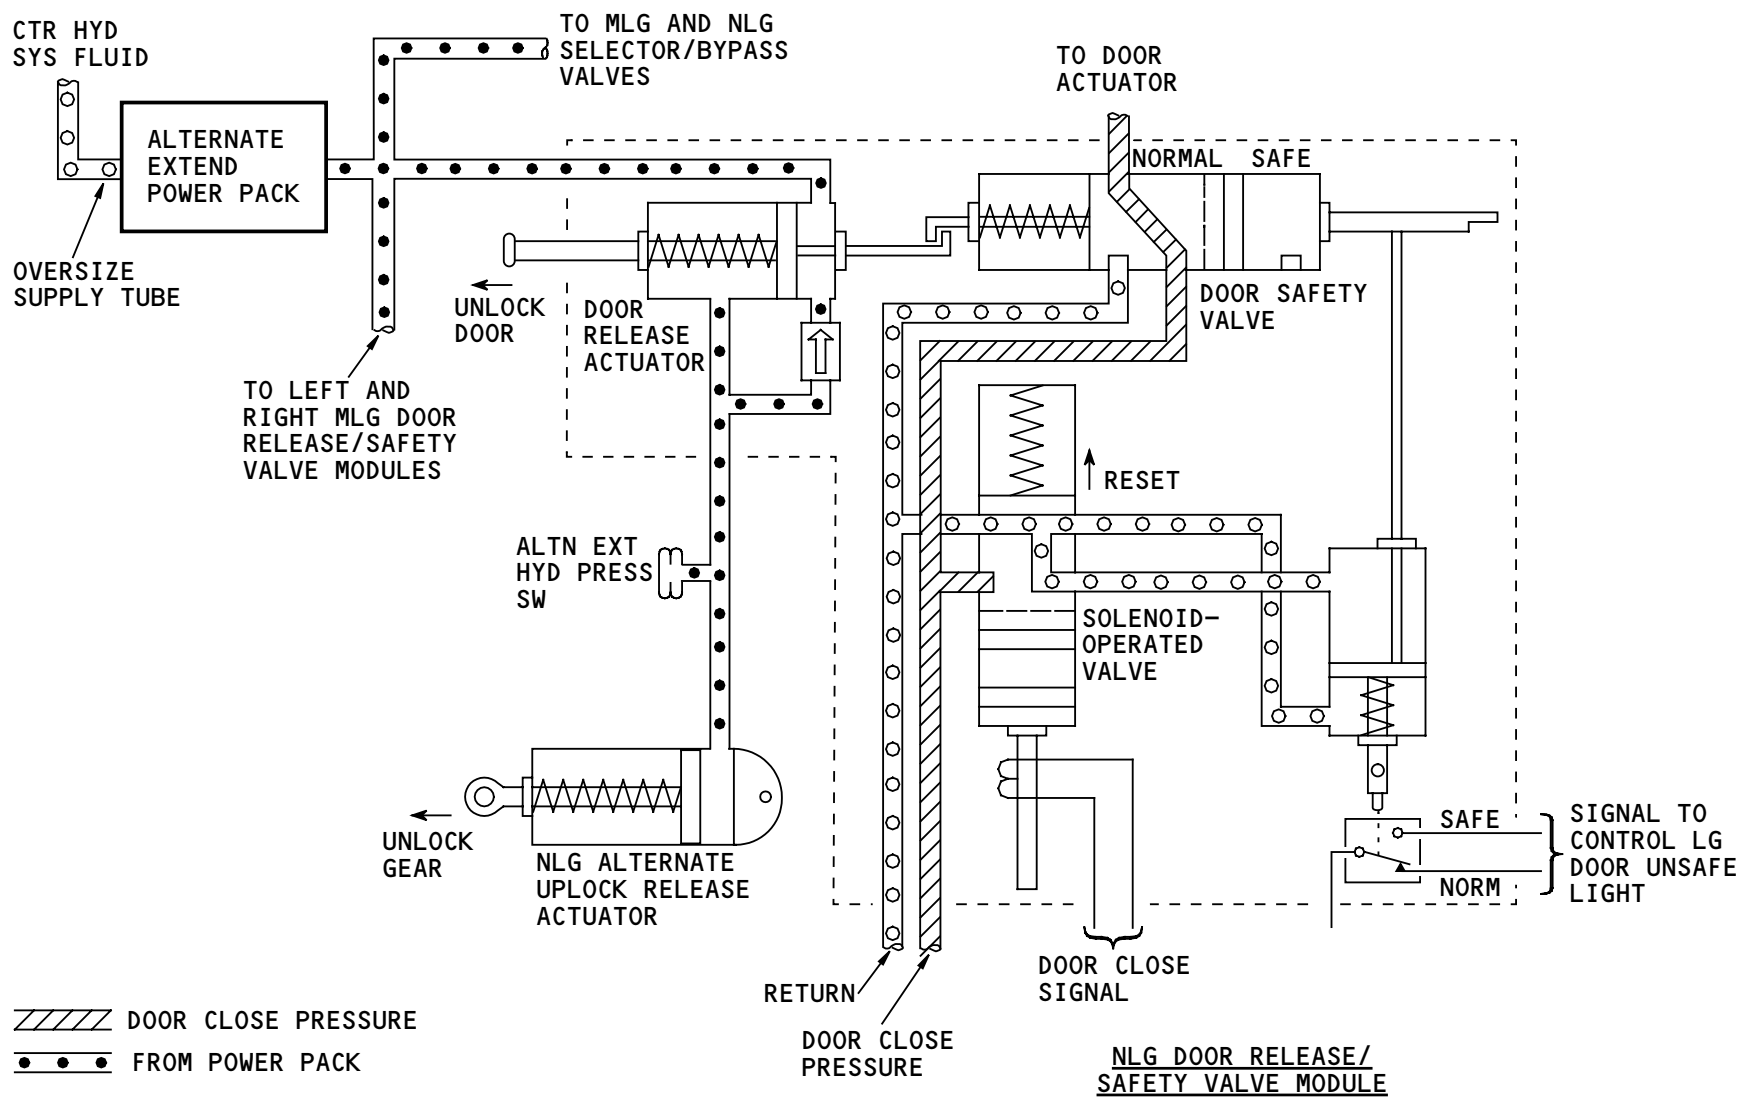 CTR HYD
SYS FLUID
TO MLG AND NLG
SELECTOR/BYPASS
VALVES
TO DOOR
ACTUATOR
ALTERNATE
EXTEND
POWER PACK
NORMAL SAFE
OVERSIZE
SUPPLY TUBE
UNLOCK
DOOR
DOOR
RELEASE
ACTUATOR
DOOR SAFETY
VALVE
TO LEFT AND
RIGHT MLG DOOR
RELEASE/SAFETY
VALVE MODULES
RESET
ALTN EXT
HYD PRESS
SW
SOLENOID-
OPERATED
VALVE
UNLOCK
GEAR
NLG ALTERNATE
UPLOCK RELEASE
ACTUATOR
SAFE
NORM
SIGNAL TO
CONTROL LG
DOOR UNSAFE
LIGHT
RETURN
DOOR CLOSE
SIGNAL
DOOR CLOSE
PRESSURE
DOOR CLOSE PRESSURE
FROM POWER PACK
NLG DOOR RELEASE/
SAFETY VALVE MODULE